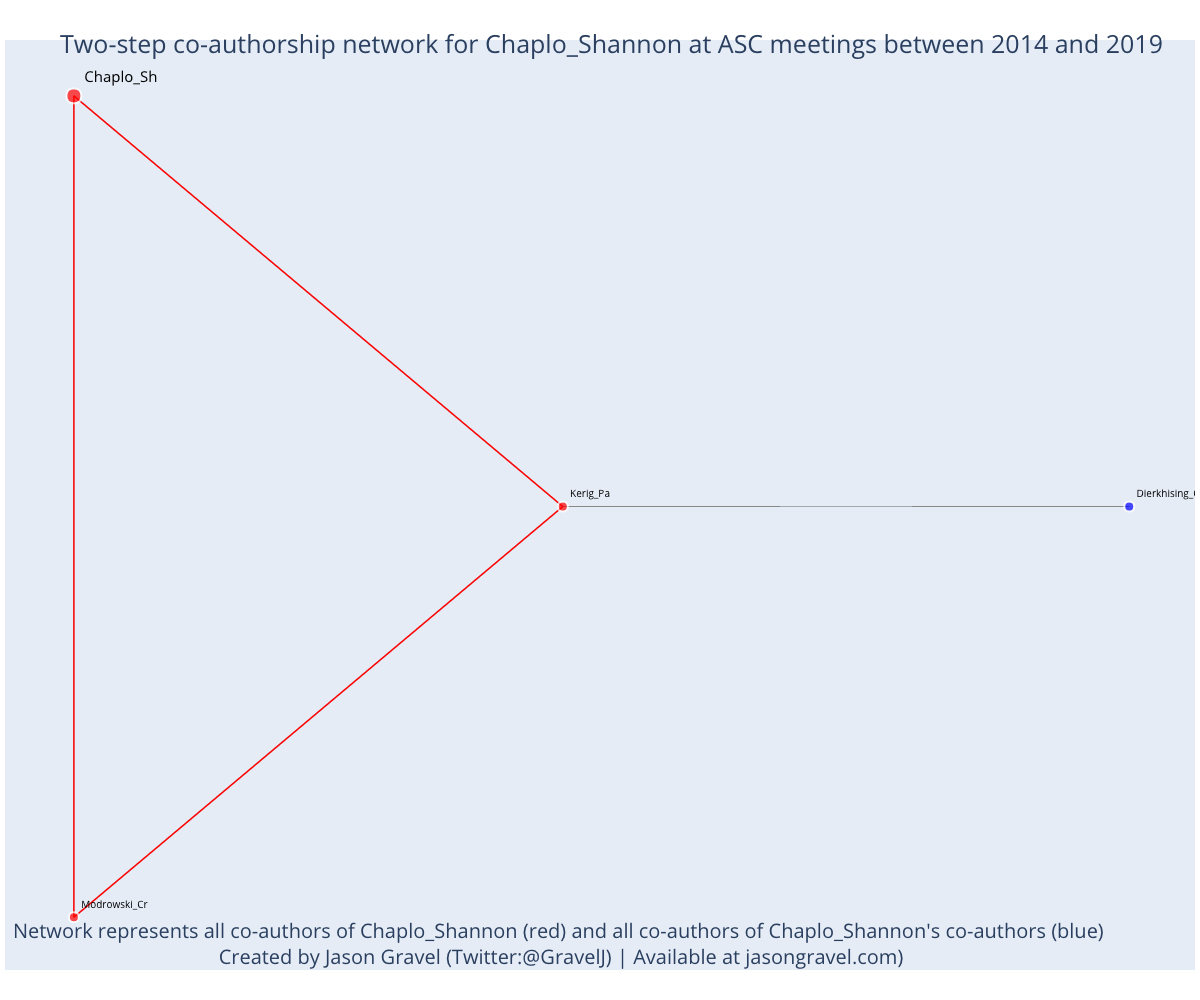 Two-step co-authorship network for Chaplo_Shannon at ASC meetings between 2014 and 2019
Chaplo_Sh
Kerig_Pa
Dierkhising_
Modrowski_Cr
Network represents all co-authors of Chaplo_Shannon (red) and all co-authors of Chaplo_Shannon's co-authors (blue)
Created by Jason Gravel (Twitter:@GravelJ) | Available at jasongravel.com)